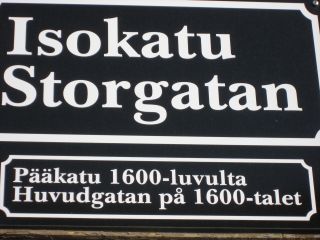 Isokatu
Storgatan
Pääkatu 1600-luvulta
Huvudgatan på 1600-talet